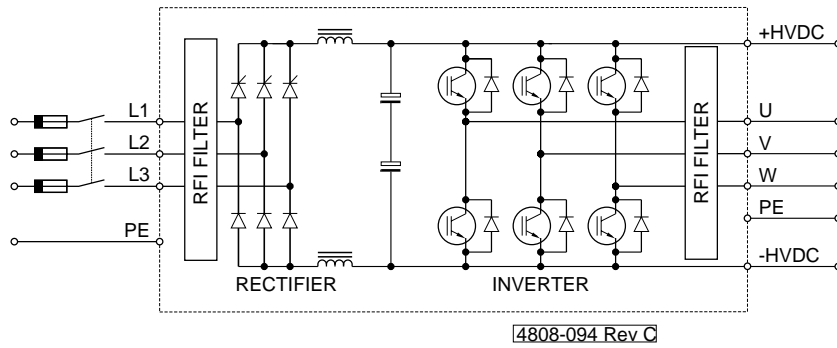 +HVDC
L1
L2
L3
PE
RFI FILTER
RECTIFIER
INVERTER
RFI FILTER
U
V
W
PE
-HVDC
4808-094 Rev C